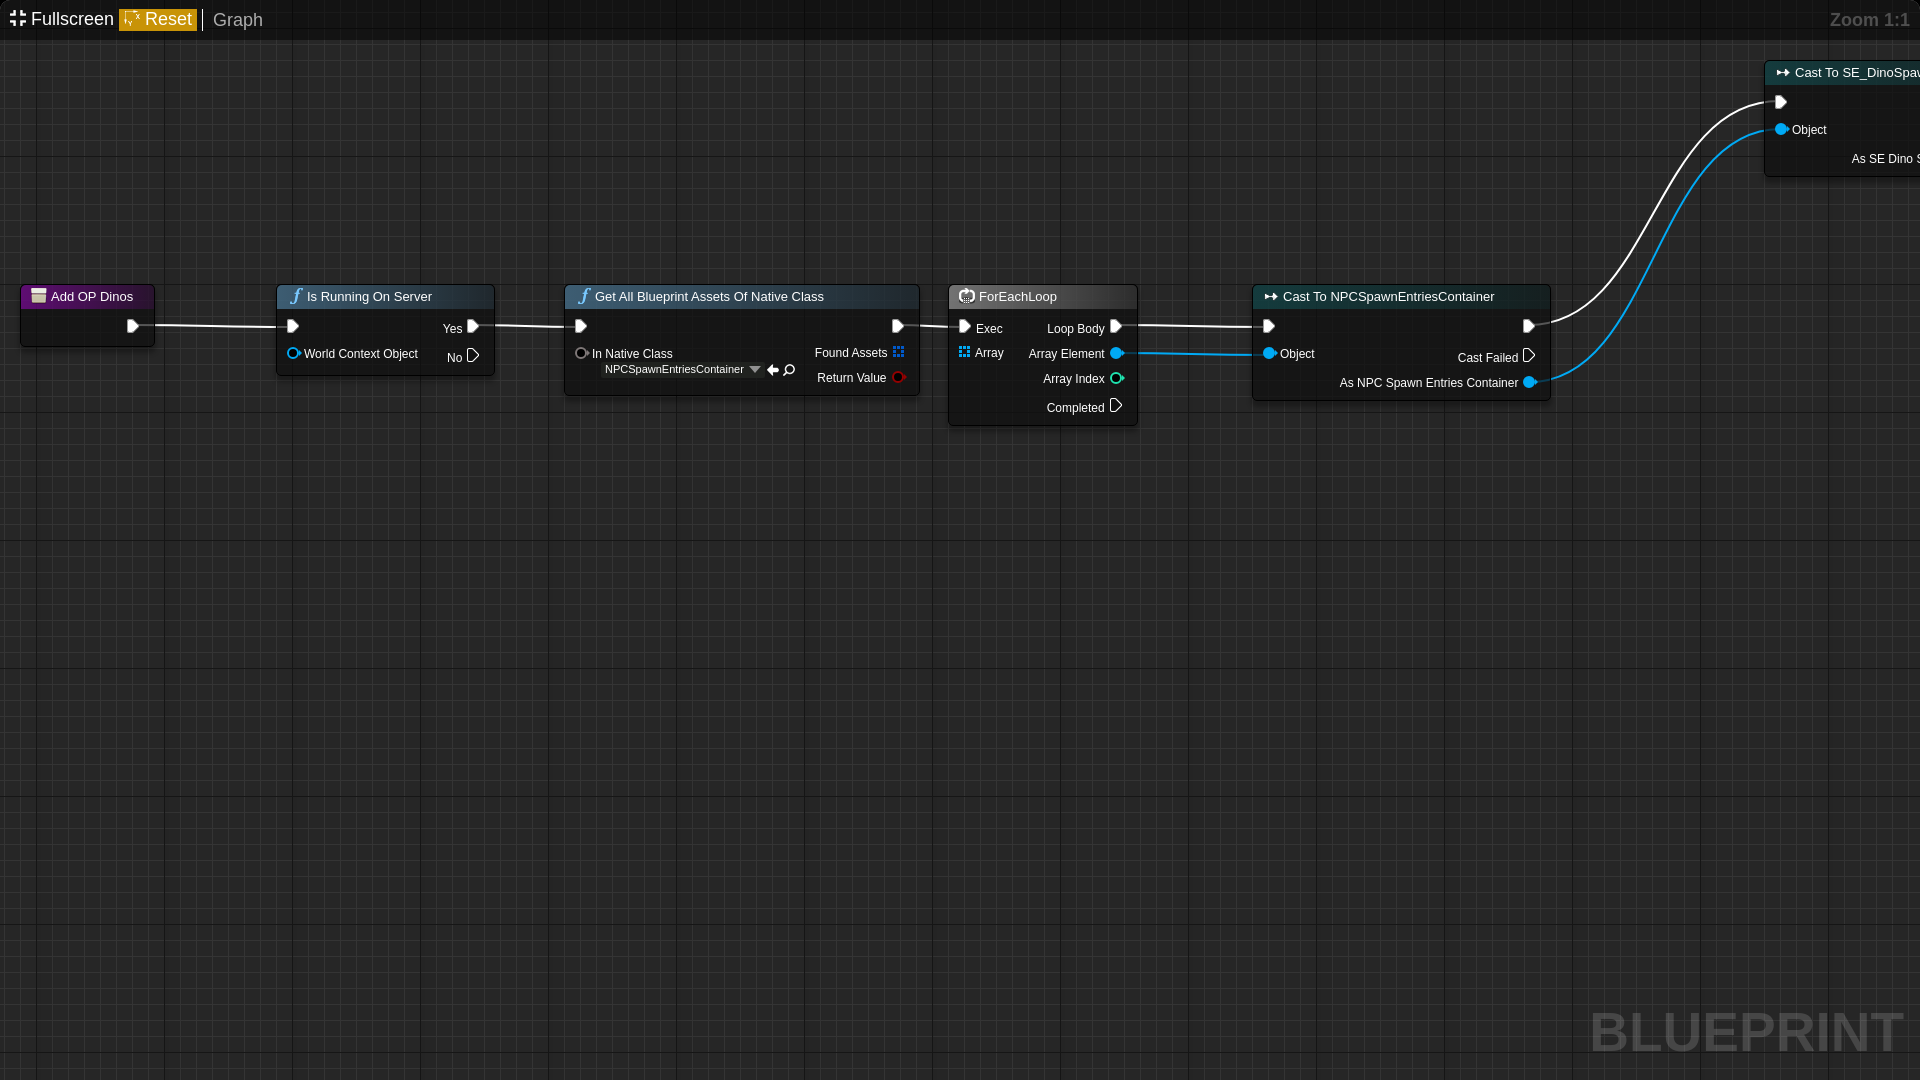 Fullscreen Reset Graph Zoom 1:1
Cast To SE_DinoSpaw
Object
As SE Dino S
Add OP Dinos
Is Running On Server
Yes
World Context Object
No
Get All Blueprint Assets Of Native Class
In Native Class
NPCSpawnEntriesContainer
Found Assets
Return Value
ForEachLoop
Exec
Loop Body
Array
Array Element
Array Index
Completed
Cast To NPCSpawnEntriesContainer
Object
Cast Failed
As NPC Spawn Entries Container
BLUEPRINT